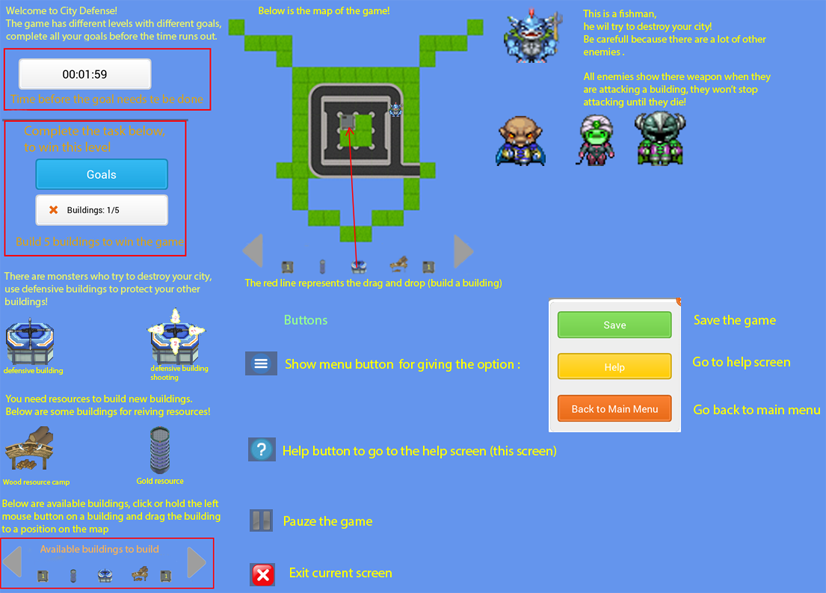 Welcome to City Defense!
The game has different levels with different goals,
complete all your goals before the time runs out.
00:01:59
Time before the goal needs te be done
Complete the task below,
to win this level
Goals
Buildings: 1/5
Build 5 buildings to win the game
There are monsters who try to destroy your city,
use defensive buildings to protect your other
buildings!
defensive building
defensive building
shooting
You need resources to build new buildings.
Below are some buildings for reiving resources!
Wood resource camp
Gold resource
Below are available buildings, click or hold the left
mouse button on a building and drag the building
to a position on the map
Available buildings to build
Below is the map of the game!
The red line represents the drag and drop (build a building)
Buttons
Show menu button for giving the option :
Help button to go to the help screen (this screen)
Pauze the game
Exit current screen
This is a fishman,
he wil try to destroy your city!
Be carefull because there are a lot of other
enemies .
All enemies show there weapon when they
are attacking a building, they won't stop
attacking until they die!
Save
Save the game
Help
Go to help screen
Back to Main Menu
Go back to main menu